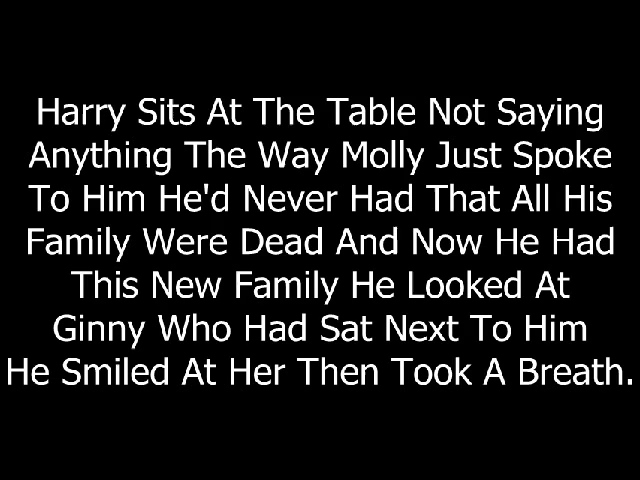 Harry Sits At The Table Not Saying
Anything The Way Molly Just Spoke
To Him He'd Never Had That All His
Family Were Dead And Now He Had
This New Family He Looked At
Ginny Who Had Sat Next To Him
He Smiled At Her Then Took A Breath.